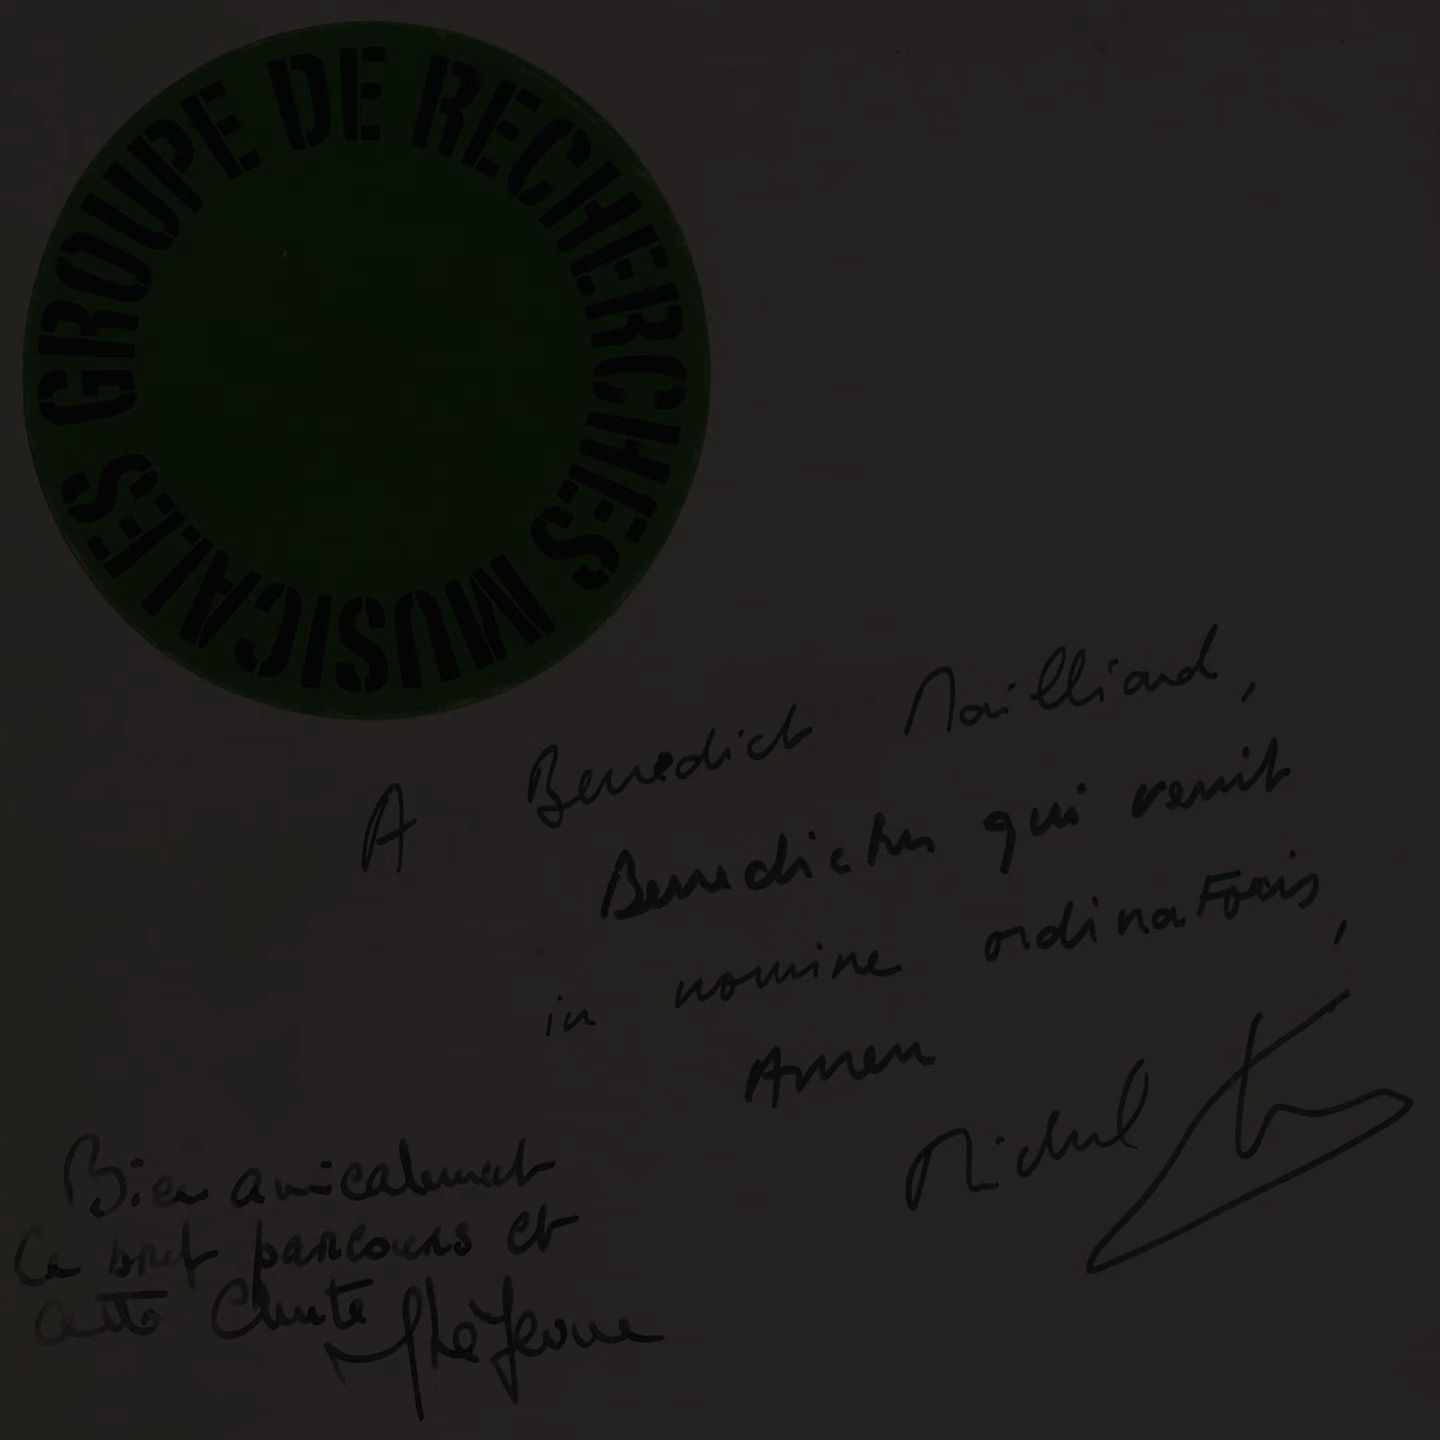 GROUPE DE RECHERCHES MUSICALES
A Benedict Mailliard,
Benedictus qui venit
in nomine ordinatoris,
Amen
Michel
Bien amicalement
Ce bref parcours et
cette Chute